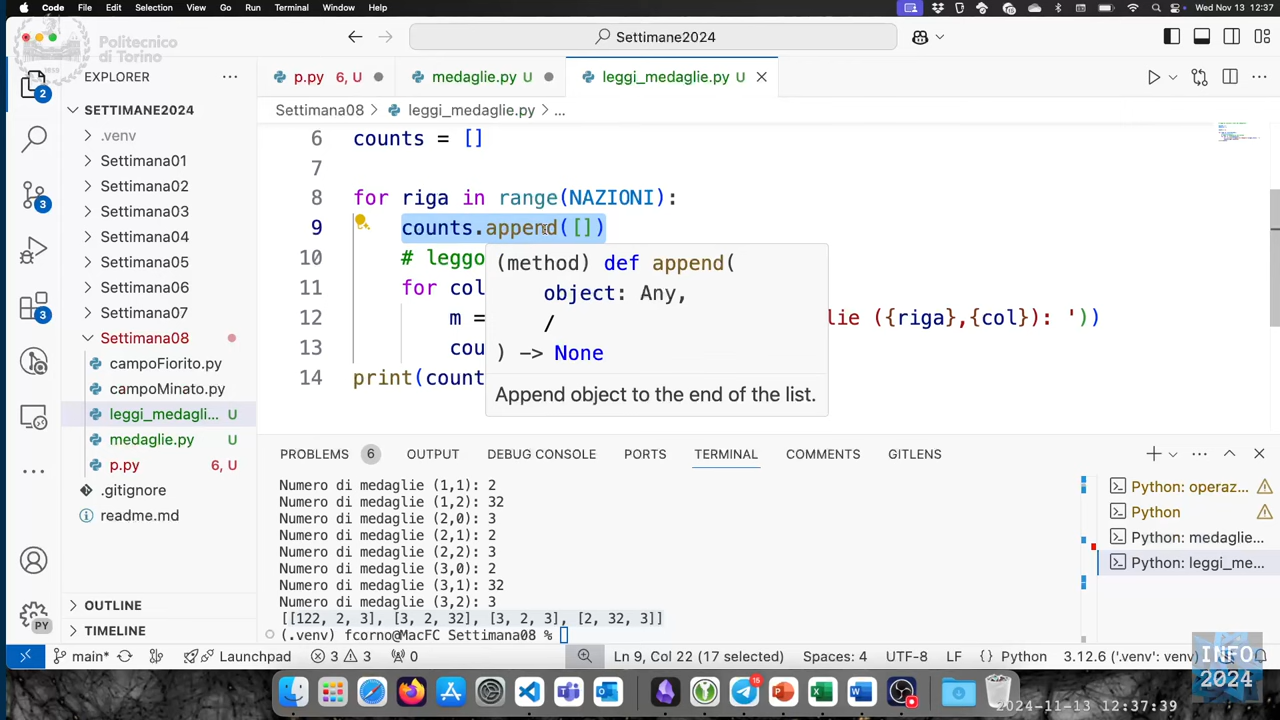 Code File Edit Selection View Go Run Terminal Window Help Wed Nov 13 12:37
Politecnico
di Torino
Settimane2024
EXPLORER
p.py 6, U
medaglie.py U
leggi_medaglie.py U
SETTIMANE2024
Settimana08 > leggi_medaglie.py > ...
.venv
Settimana01
Settimana02
Settimana03
Settimana04
Settimana05
Settimana06
Settimana07
Settimana08
campoFiorito.py
campoMinato.py
leggi_medagli... U
medaglie.py U
p.py 6, U
.gitignore
readme.md
OUTLINE
TIMELINE
2
3
3
PY
6 counts = []
7
8 for riga in range(NAZIONI):
9 counts.append([])
10 # leggo
11 for col
12 m = lie ({riga},{col}): '))
13 cou
14 print(count
(method) def append(
object: Any,
/
) -> None
Append object to the end of the list.
PROBLEMS 6 OUTPUT DEBUG CONSOLE PORTS TERMINAL COMMENTS GITLENS
Numero di medaglie (1,1): 2
Numero di medaglie (1,2): 32
Numero di medaglie (2,0): 3
Numero di medaglie (2,1): 2
Numero di medaglie (2,2): 3
Numero di medaglie (3,0): 2
Numero di medaglie (3,1): 32
Numero di medaglie (3,2): 3
[[122, 2, 3], [3, 2, 32], [3, 2, 3], [2, 32, 3]]
(.venv) fcorno@MacFC Settimana08 %
Python: operaz...
Python
Python: medaglie...
Python: leggi_me...
main* Launchpad 3 3 0 Ln 9, Col 22 (17 selected) Spaces: 4 UTF-8 LF {} Python 3.12.6 ('.venv': venv)
INFO
2024
15
2024-11-13 12:37:39